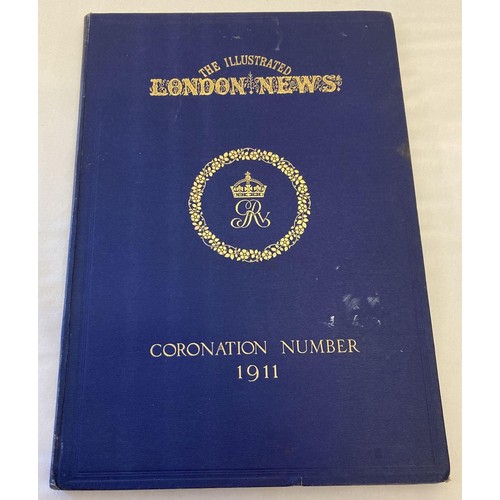 THE ILLUSTRATED
LONDON NEWS.
GR
CORONATION NUMBER
1911